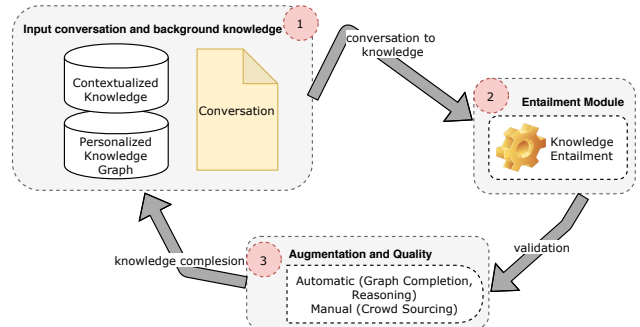 Input conversation and background knowledge
1
Contextualized
Knowledge
Personalized
Knowledge
Graph
Conversation
conversation to
knowledge
2
Entailment Module
Knowledge
Entailment
validation
3
Augmentation and Quality
Automatic (Graph Completion,
Reasoning)
Manual (Crowd Sourcing)
knowledge complesion